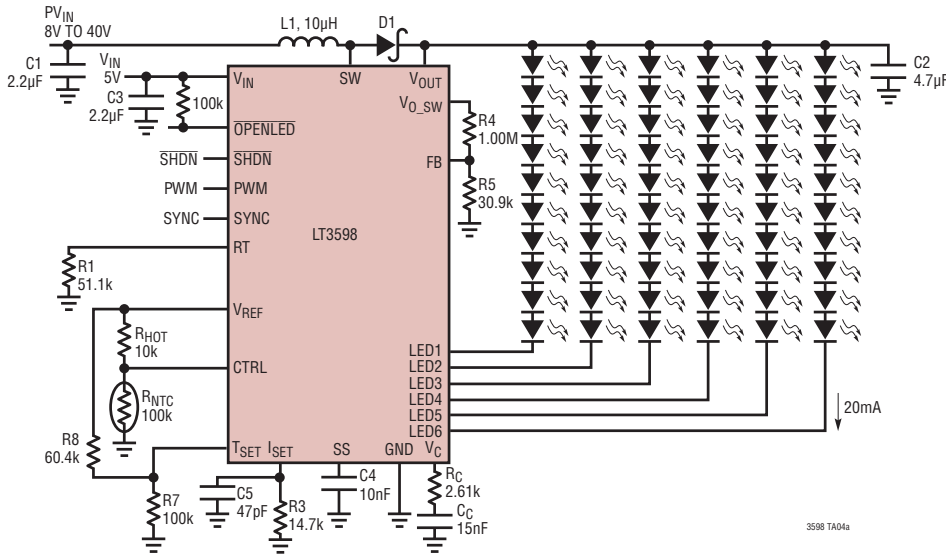 PVIN
8V TO 40V
L1, 10µH
D1
C1
2.2µF
VIN
5V
C3
2.2µF
100k
VIN
SW
VOUT
VO_SW
R4
1.00M
C2
4.7µF
OPENLED
SHDN
SHDN
FB
R5
30.9k
PWM
PWM
SYNC
SYNC
LT3598
RT
R1
51.1k
VREF
RHOT
10k
CTRL
RNTC
100k
LED1
LED2
LED3
LED4
LED5
LED6
20mA
R8
60.4k
TSET
ISET
SS
GND
VC
R7
100k
C5
47pF
R3
14.7k
C4
10nF
RC
2.61k
CC
15nF
3598 TA04a